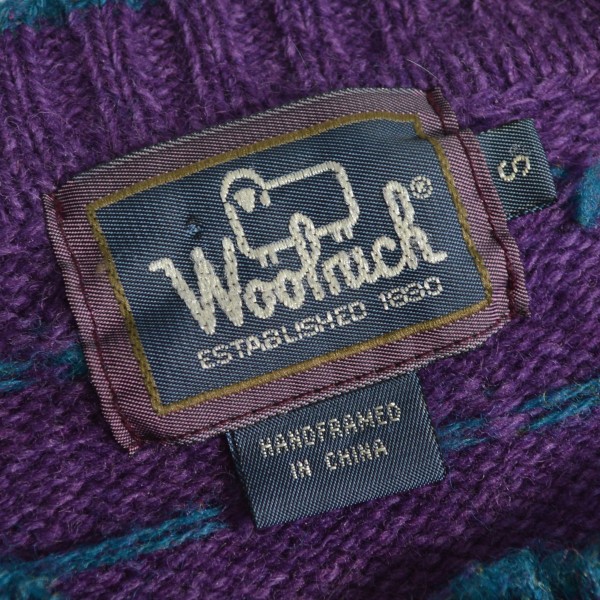 Woolrich®
ESTABLISHED 1830
S
HANDFRAMED
IN CHINA